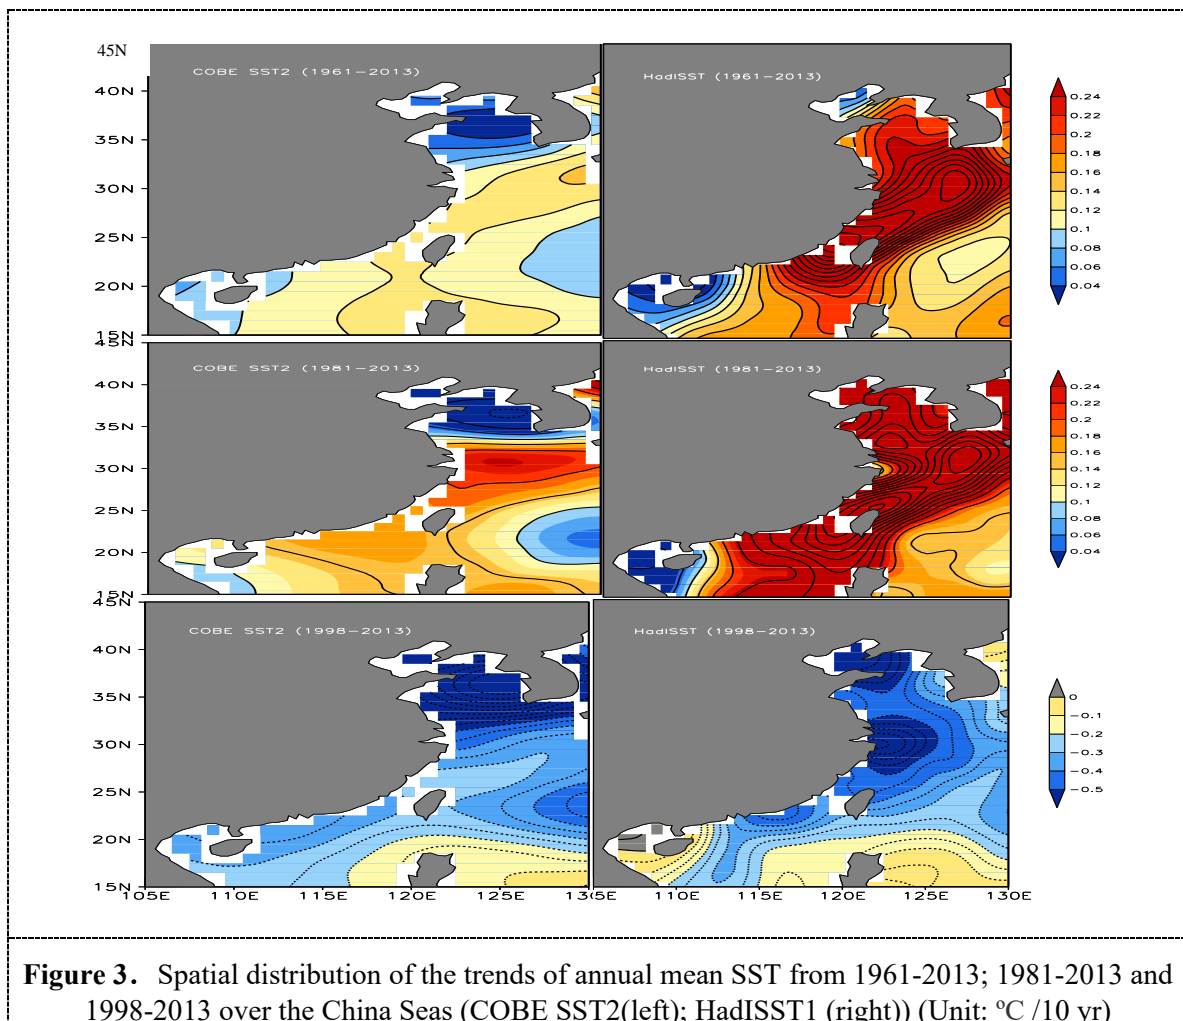 45N
COBE SST2 (1961−2013)
HadISST (1961−2013)
40N
35N
30N
25N
20N
15N
0.24
0.22
0.2
0.18
0.16
0.14
0.12
0.1
0.08
0.06
0.04
45N
COBE SST2 (1981−2013)
HadISST (1981−2013)
40N
35N
30N
25N
20N
15N
0.24
0.22
0.2
0.18
0.16
0.14
0.12
0.1
0.08
0.06
0.04
45N
COBE SST2 (1998−2013)
HadISST (1998−2013)
40N
35N
30N
25N
20N
15N
0
−0.1
−0.2
−0.3
−0.4
−0.5
105E 110E 115E 120E 125E 110E 120E 130E
Figure 3. Spatial distribution of the trends of annual mean SST from 1961-2013; 1981-2013 and
1998-2013 over the China Seas (COBE SST2(left); HadISST1 (right)) (Unit: ºC /10 yr)